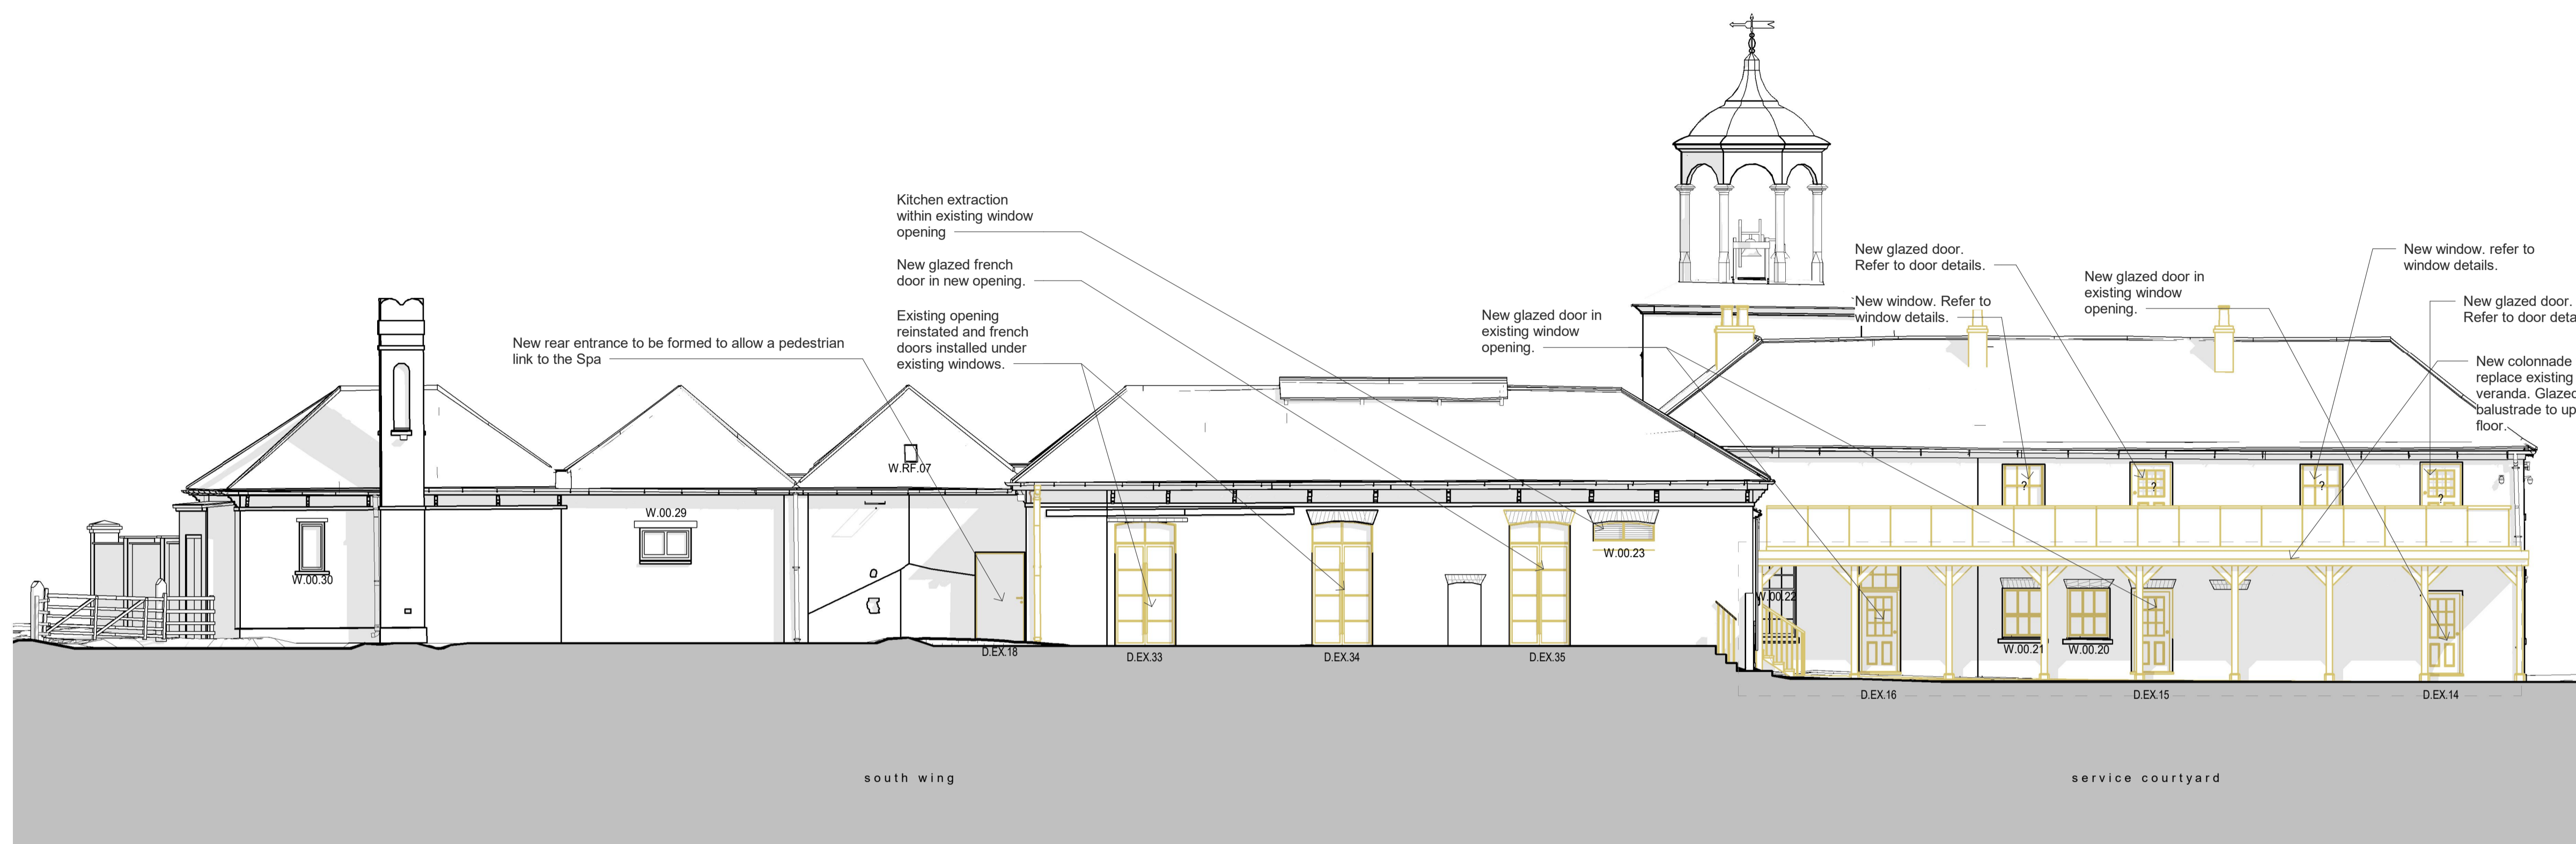 Kitchen extraction
within existing window
opening
New glazed french
door in new opening.
Existing opening
reinstated and french
doors installed under
existing windows.
New rear entrance to be formed to allow a pedestrian
link to the Spa
New glazed door in
existing window
opening.
New glazed door.
Refer to door details.
New window. Refer to
window details.
New glazed door in
existing window
opening.
New window. refer to
window details.
New glazed door.
Refer to door deta
New colonnade
replace existing
veranda. Glazed
balustrade to up
floor.
W.RF.07
W.00.29
W.00.30
W.00.23
W.00.22
W.00.21
W.00.20
?
?
?
?
D.EX.18
D.EX.33
D.EX.34
D.EX.35
D.EX.16
D.EX.15
D.EX.14
south wing
service courtyard